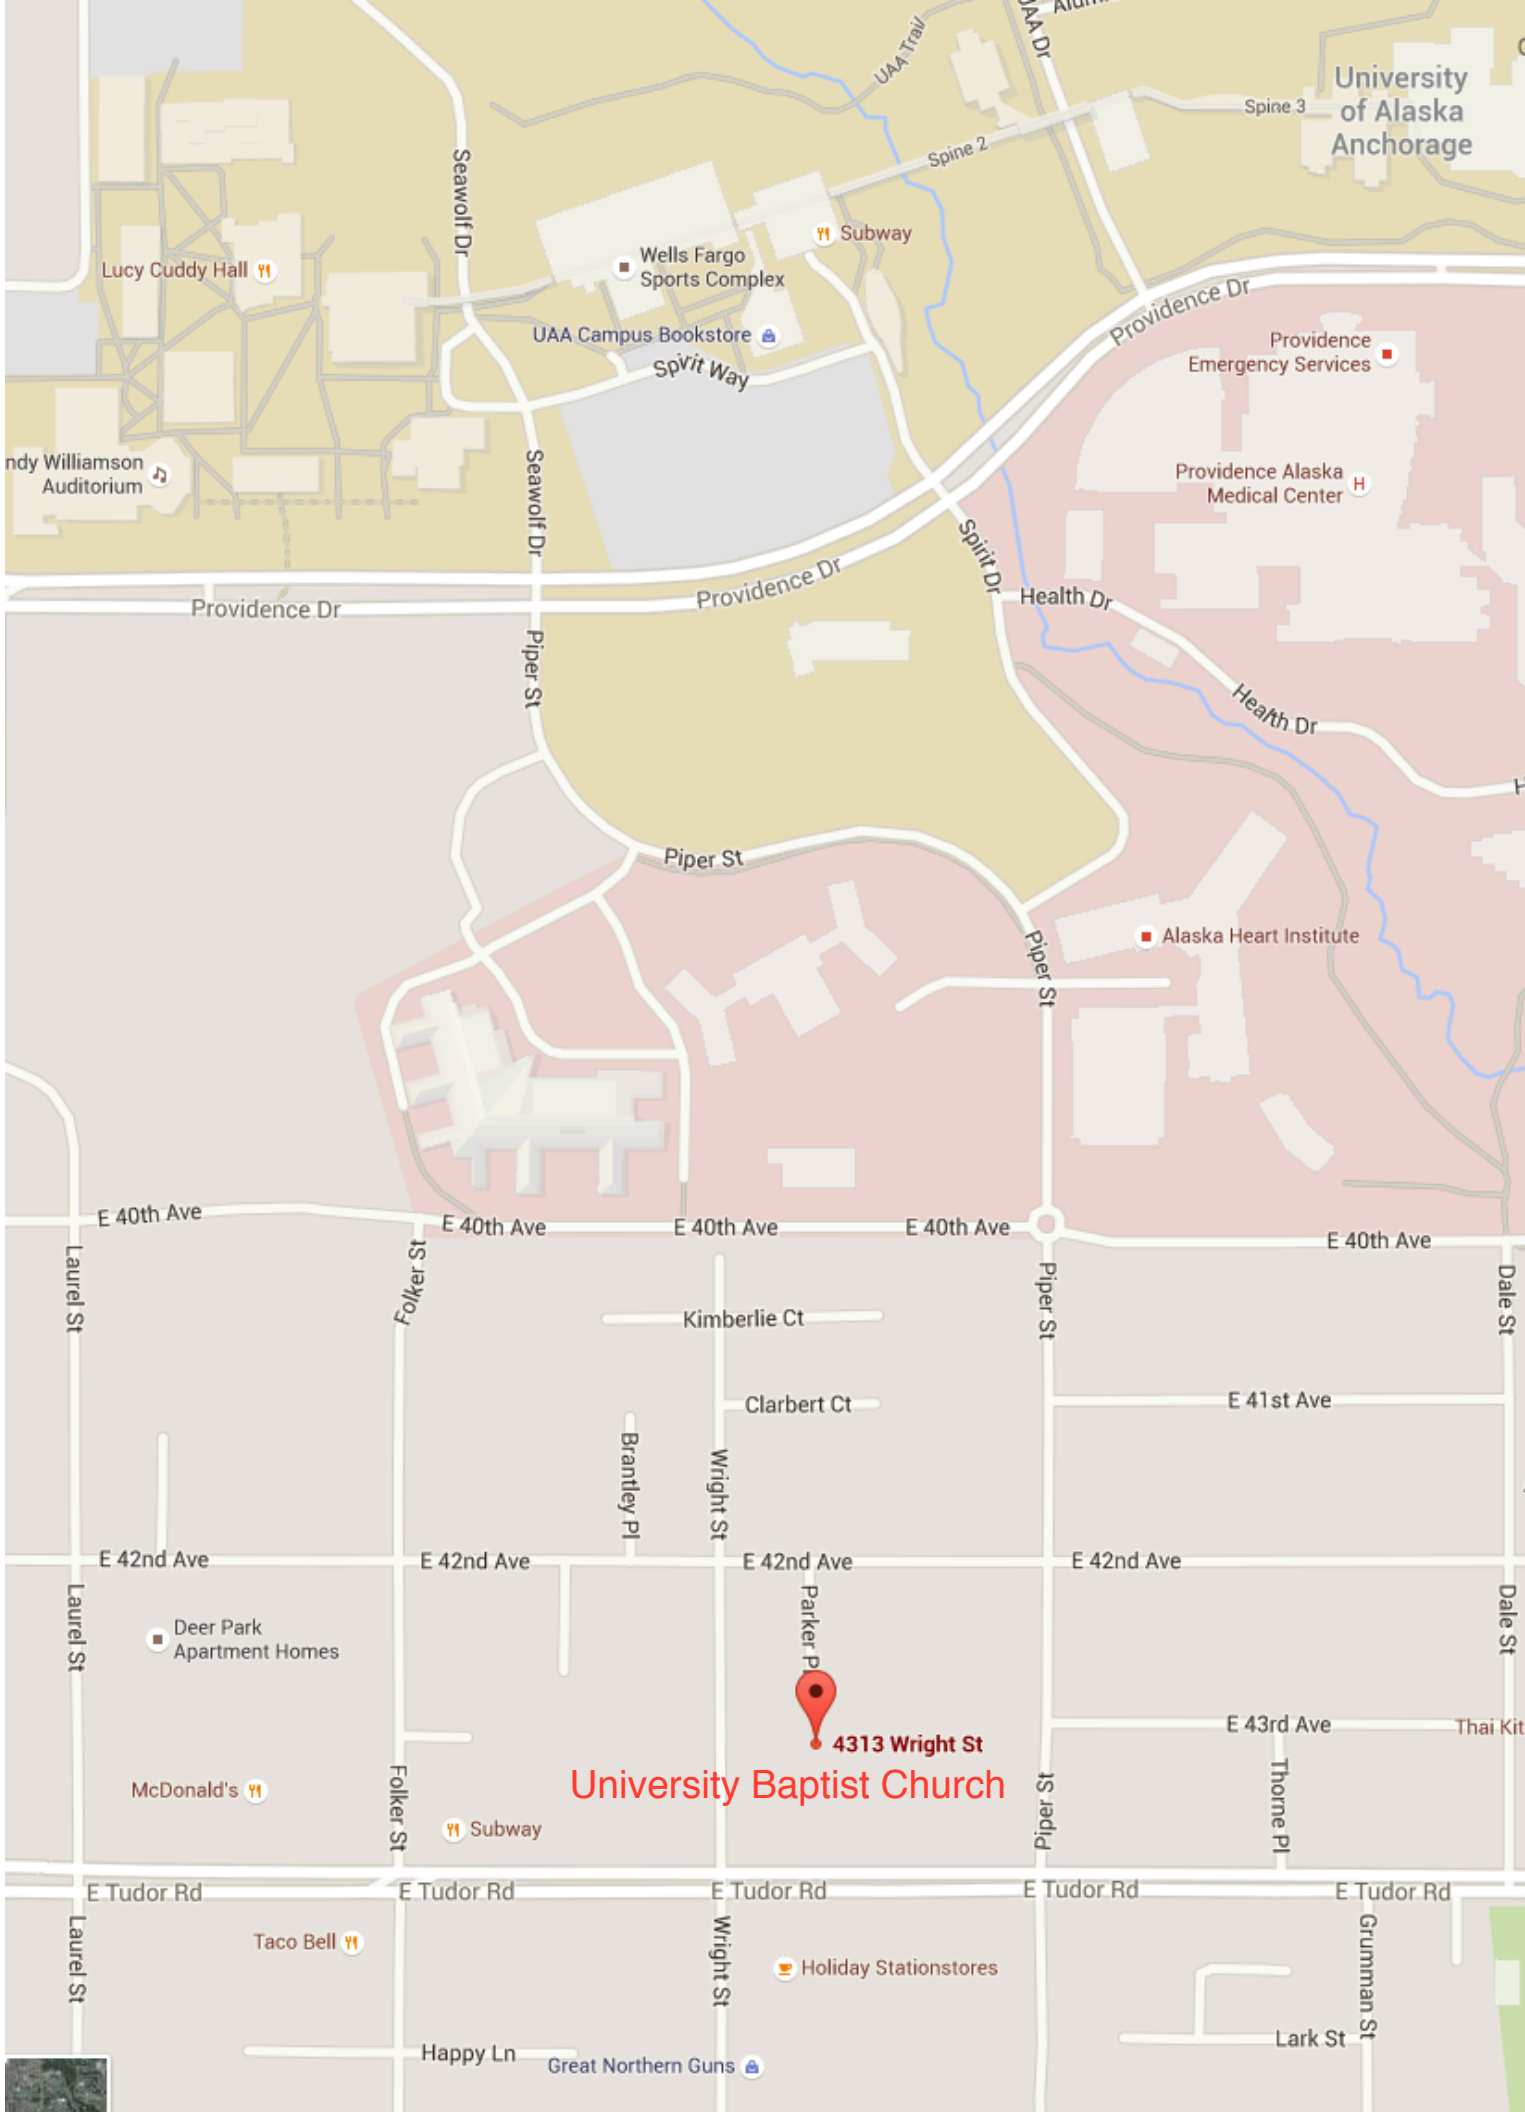 Alum
UAA Dr
UAA Trail
University
of Alaska
Anchorage
Spine 3
Spine 2
Seawolf Dr
Subway
Wells Fargo
Sports Complex
Lucy Cuddy Hall
UAA Campus Bookstore
Spirit Way
Providence Dr
Providence
Emergency Services
ndy Williamson
Auditorium
Seawolf Dr
Providence Alaska
Medical Center
H
Spirit Dr
Providence Dr
Providence Dr
Health Dr
Piper St
Health Dr
H
Piper St
Piper St
Alaska Heart Institute
E 40th Ave
E 40th Ave
E 40th Ave
E 40th Ave
E 40th Ave
Laurel St
Folker St
Piper St
Dale St
Kimberlie Ct
Clarbert Ct
E 41st Ave
Brantley Pl
Wright St
E 42nd Ave
E 42nd Ave
E 42nd Ave
E 42nd Ave
Laurel St
Parker Pl
Dale St
Deer Park
Apartment Homes
E 43rd Ave
Thai Kit
4313 Wright St
University Baptist Church
McDonald's
Folker St
Piper St
Thorne Pl
Subway
E Tudor Rd
E Tudor Rd
E Tudor Rd
E Tudor Rd
E Tudor Rd
Laurel St
Wright St
Grumman St
Taco Bell
Holiday Stationstores
Happy Ln
Great Northern Guns
Lark St